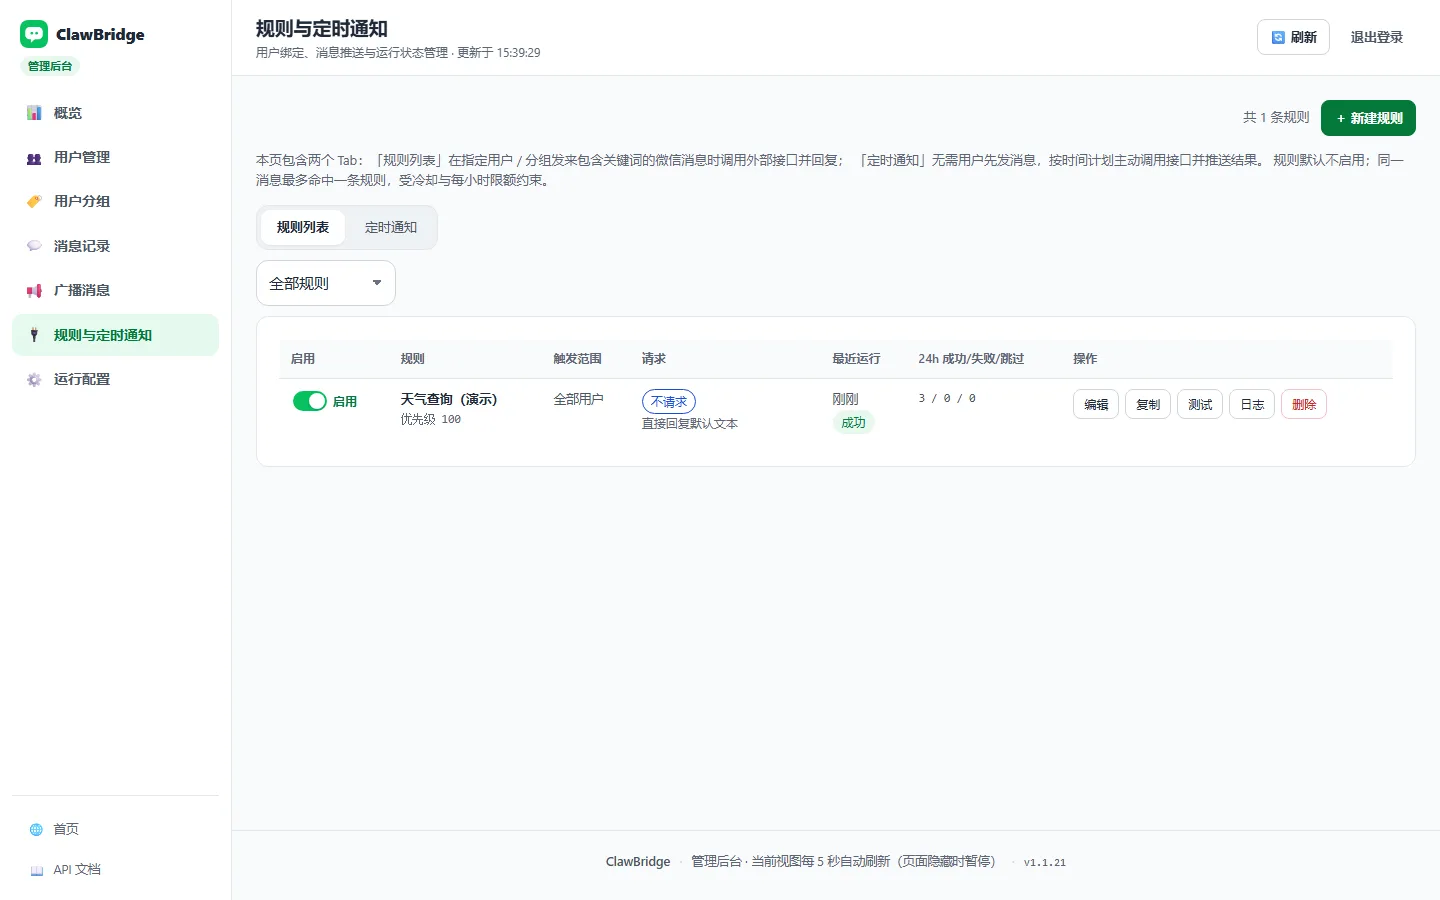 ClawBridge
管理后台
概览
用户管理
用户分组
消息记录
广播消息
规则与定时通知
运行配置
首页
API 文档
规则与定时通知
用户绑定、消息推送与运行状态管理 · 更新于 15:39:29
刷新
退出登录
共 1 条规则
+ 新建规则
本页包含两个 Tab：「规则列表」在指定用户 / 分组发来包含关键词的微信消息时调用外部接口并回复； 「定时通知」无需用户先发消息，按时间计划主动调用接口并推送结果。 规则默认不启用；同一
消息最多命中一条规则，受冷却与每小时限额约束。
规则列表 定时通知
全部规则
启用 规则 触发范围 请求 最近运行 24h 成功/失败/跳过 操作
启用 天气查询（演示） 全部用户 不请求 刚刚 3 / 0 / 0 编辑 复制 测试 日志 删除
优先级 100 直接回复默认文本 成功
ClawBridge · 管理后台 · 当前视图每 5 秒自动刷新（页面隐藏时暂停） · v1.1.21